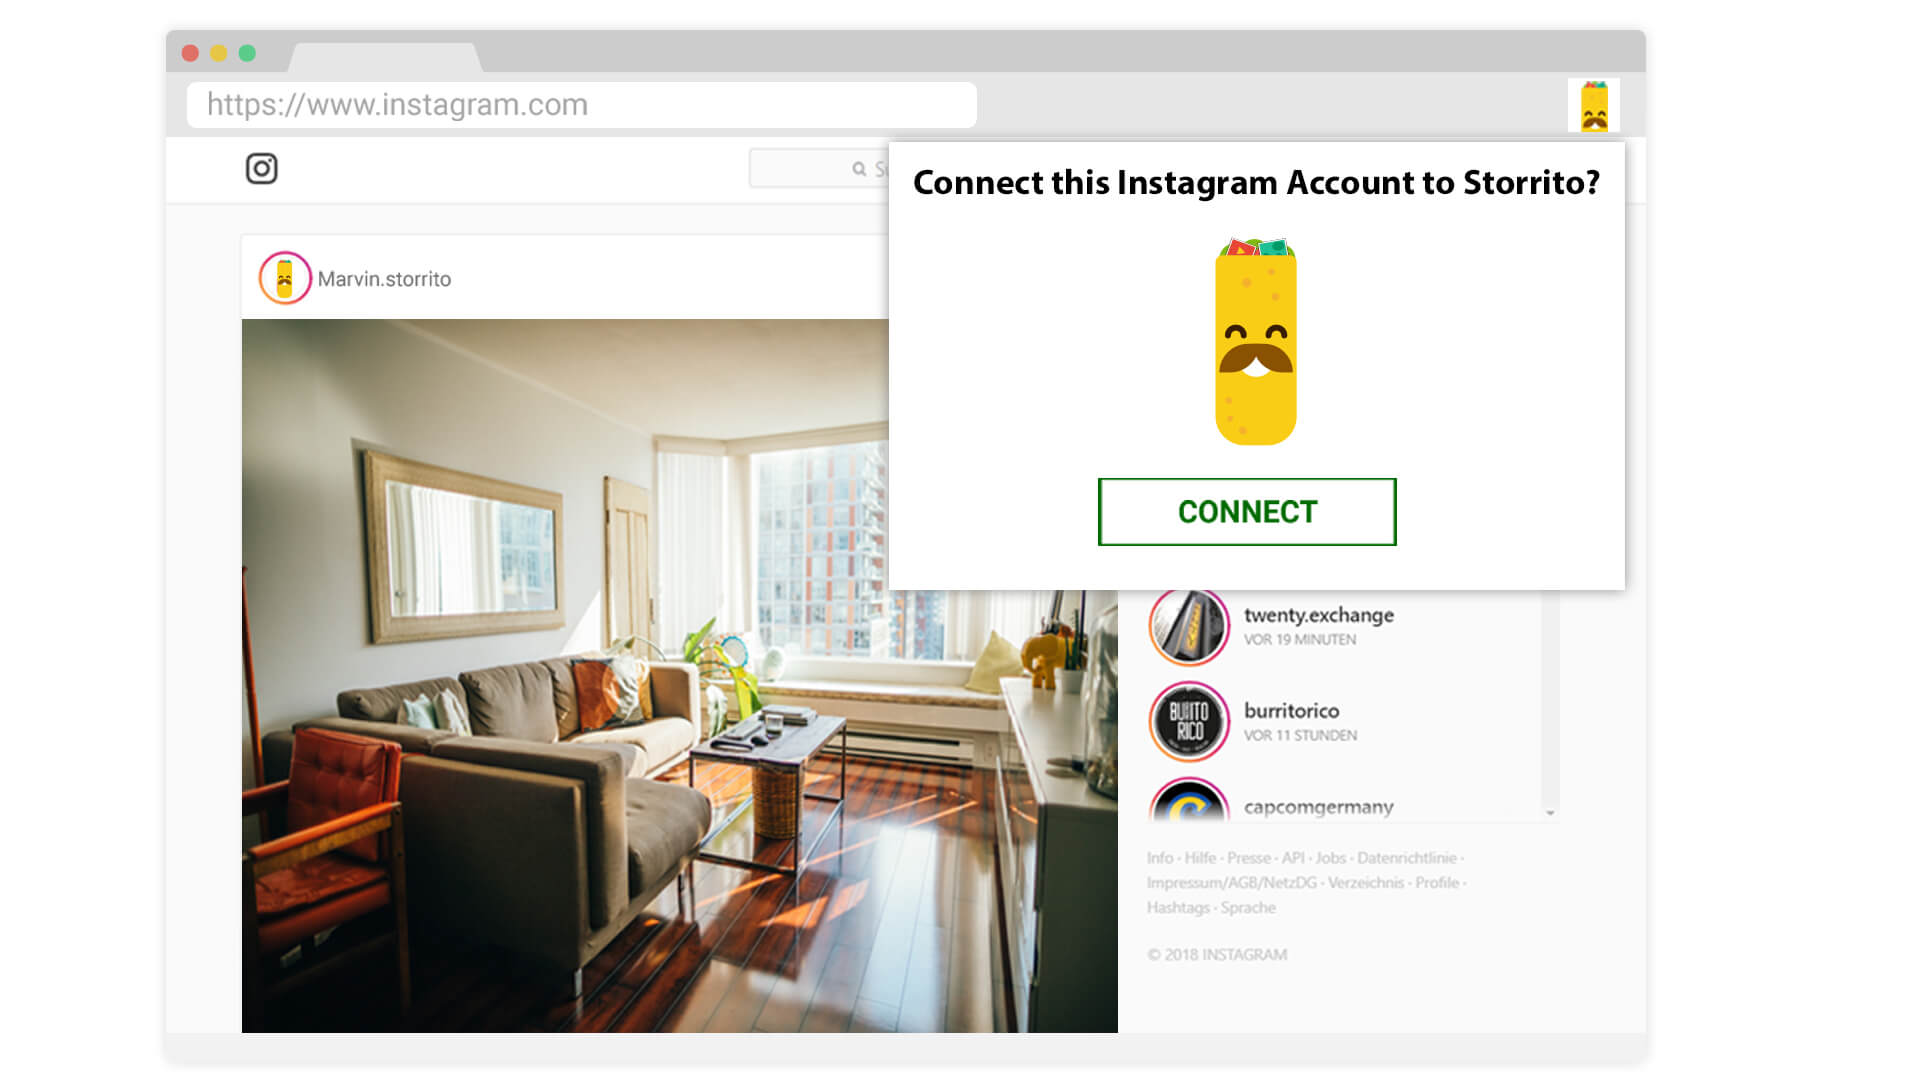 https://www.instagram.com
Connect this Instagram Account to Storrito?
Marvin.storrito
CONNECT
twenty.exchange
VOR 19 MINUTEN
burritorico
VOR 11 STUNDEN
BURRITO
RICO
capcomgermany
Info · Hilfe · Presse · API · Jobs · Datenrichtlinie ·
Impressum/AGB/NetzDG · Verzeichnis · Profile ·
Hashtags · Sprache
© 2018 INSTAGRAM